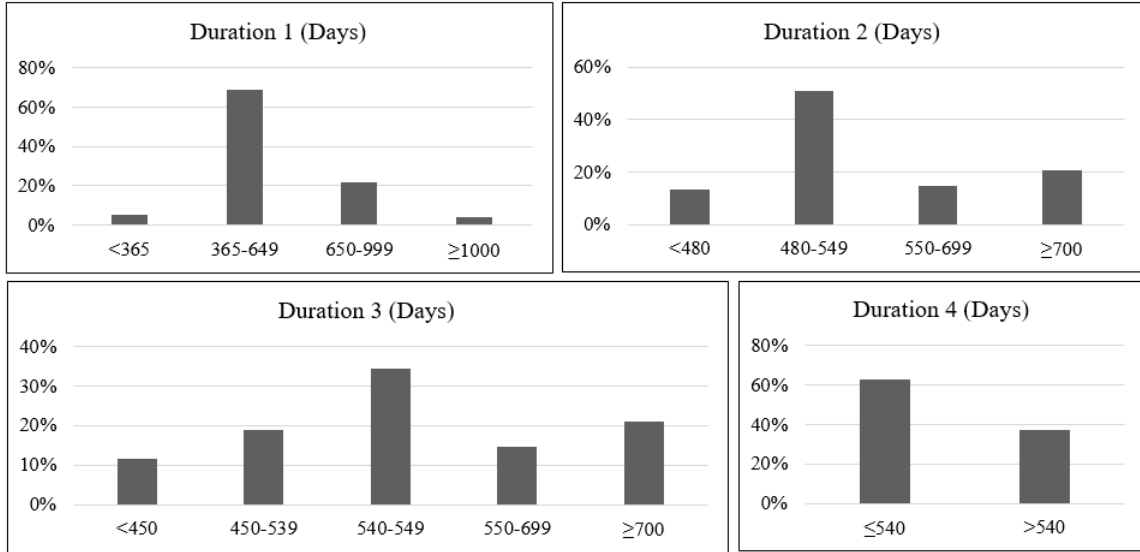 Duration 1 (Days)
80%
60%
40%
20%
0%
<365 365-649 650-999 ≥1000
Duration 2 (Days)
60%
40%
20%
0%
<480 480-549 550-699 ≥700
Duration 3 (Days)
40%
30%
20%
10%
0%
<450 450-539 540-549 550-699 ≥700
Duration 4 (Days)
80%
60%
40%
20%
0%
≤540 >540